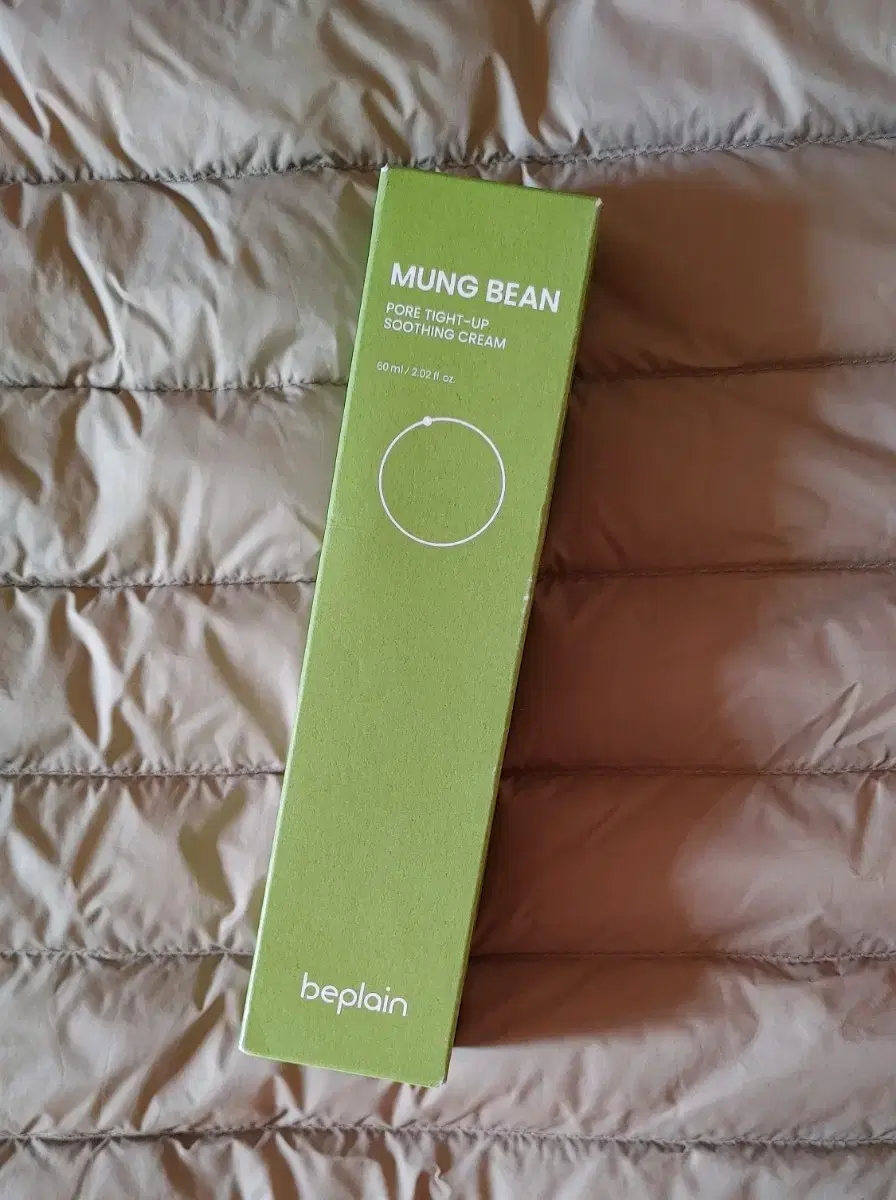 MUNG BEAN
PORE TIGHT-UP
SOOTHING CREAM
60 ml / 2.02 fl. oz.
beplain